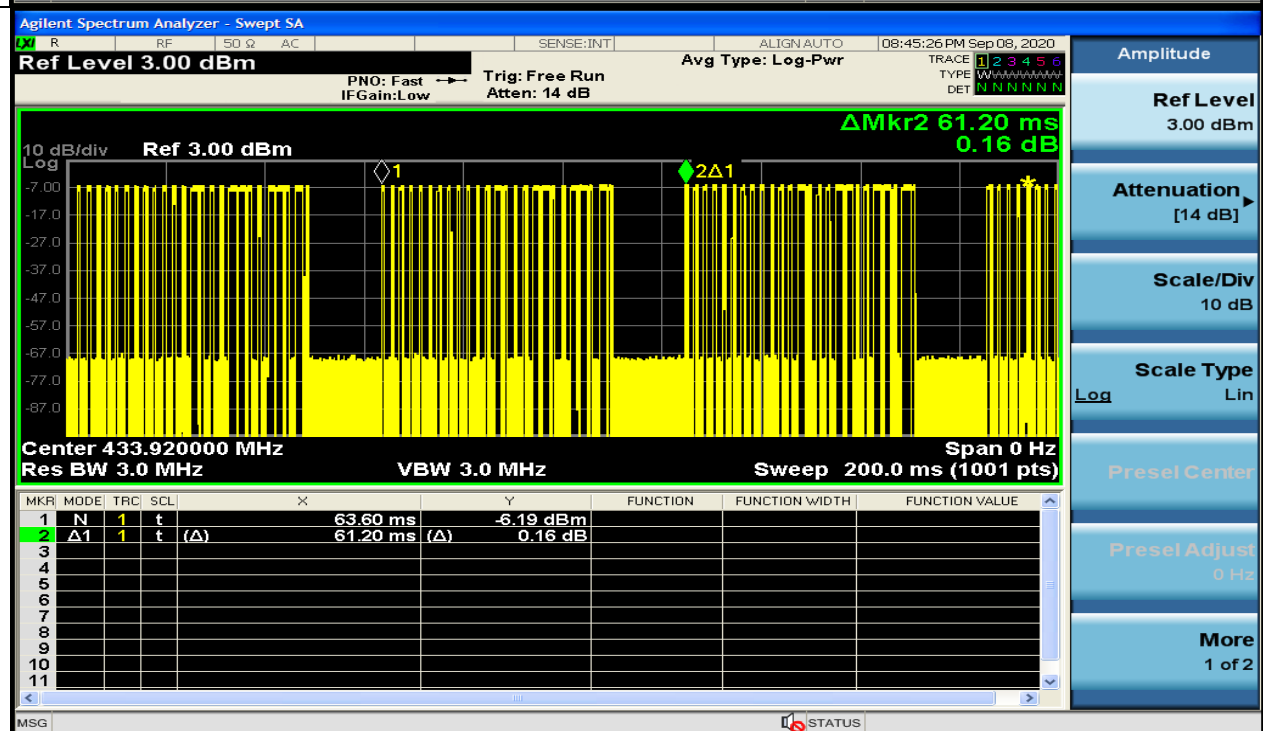 Agilent Spectrum Analyzer - Swept SA
LXI R RF 50 Ω AC SENSE:INT ALIGN AUTO 08:45:26 PM Sep 08, 2020
Ref Level 3.00 dBm
PNO: Fast
IFGain:Low
Trig: Free Run
Atten: 14 dB
Avg Type: Log-Pwr
TRACE 1 2 3 4 5 6
TYPE WWWWWW
DET N N N N N N
ΔMkr2 61.20 ms
0.16 dB
10 dB/div Ref 3.00 dBm
Log
1
2Δ1
-7.00
-17.0
-27.0
-37.0
-47.0
-57.0
-67.0
-77.0
-87.0
Center 433.920000 MHz Span 0 Hz
Res BW 3.0 MHz VBW 3.0 MHz Sweep 200.0 ms (1001 pts)
MKR MODE TRC SCL X Y FUNCTION FUNCTION WIDTH FUNCTION VALUE
1 N 1 t 63.60 ms -6.19 dBm
2 Δ1 1 t (Δ) 61.20 ms (Δ) 0.16 dB
3
4
5
6
7
8
9
10
11
MSG STATUS
Amplitude
Ref Level
3.00 dBm
Attenuation
[14 dB]
Scale/Div
10 dB
Scale Type
Log Lin
Presel Center
Presel Adjust
0 Hz
More
1 of 2